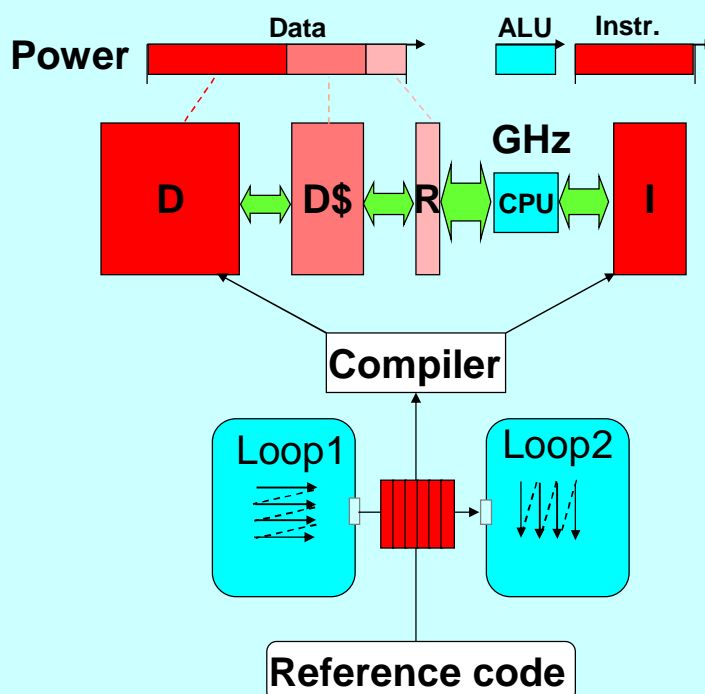 Data
ALU
Instr.
Power
GHz
D
D$
R
CPU
I
Compiler
Loop1
Loop2
Reference code